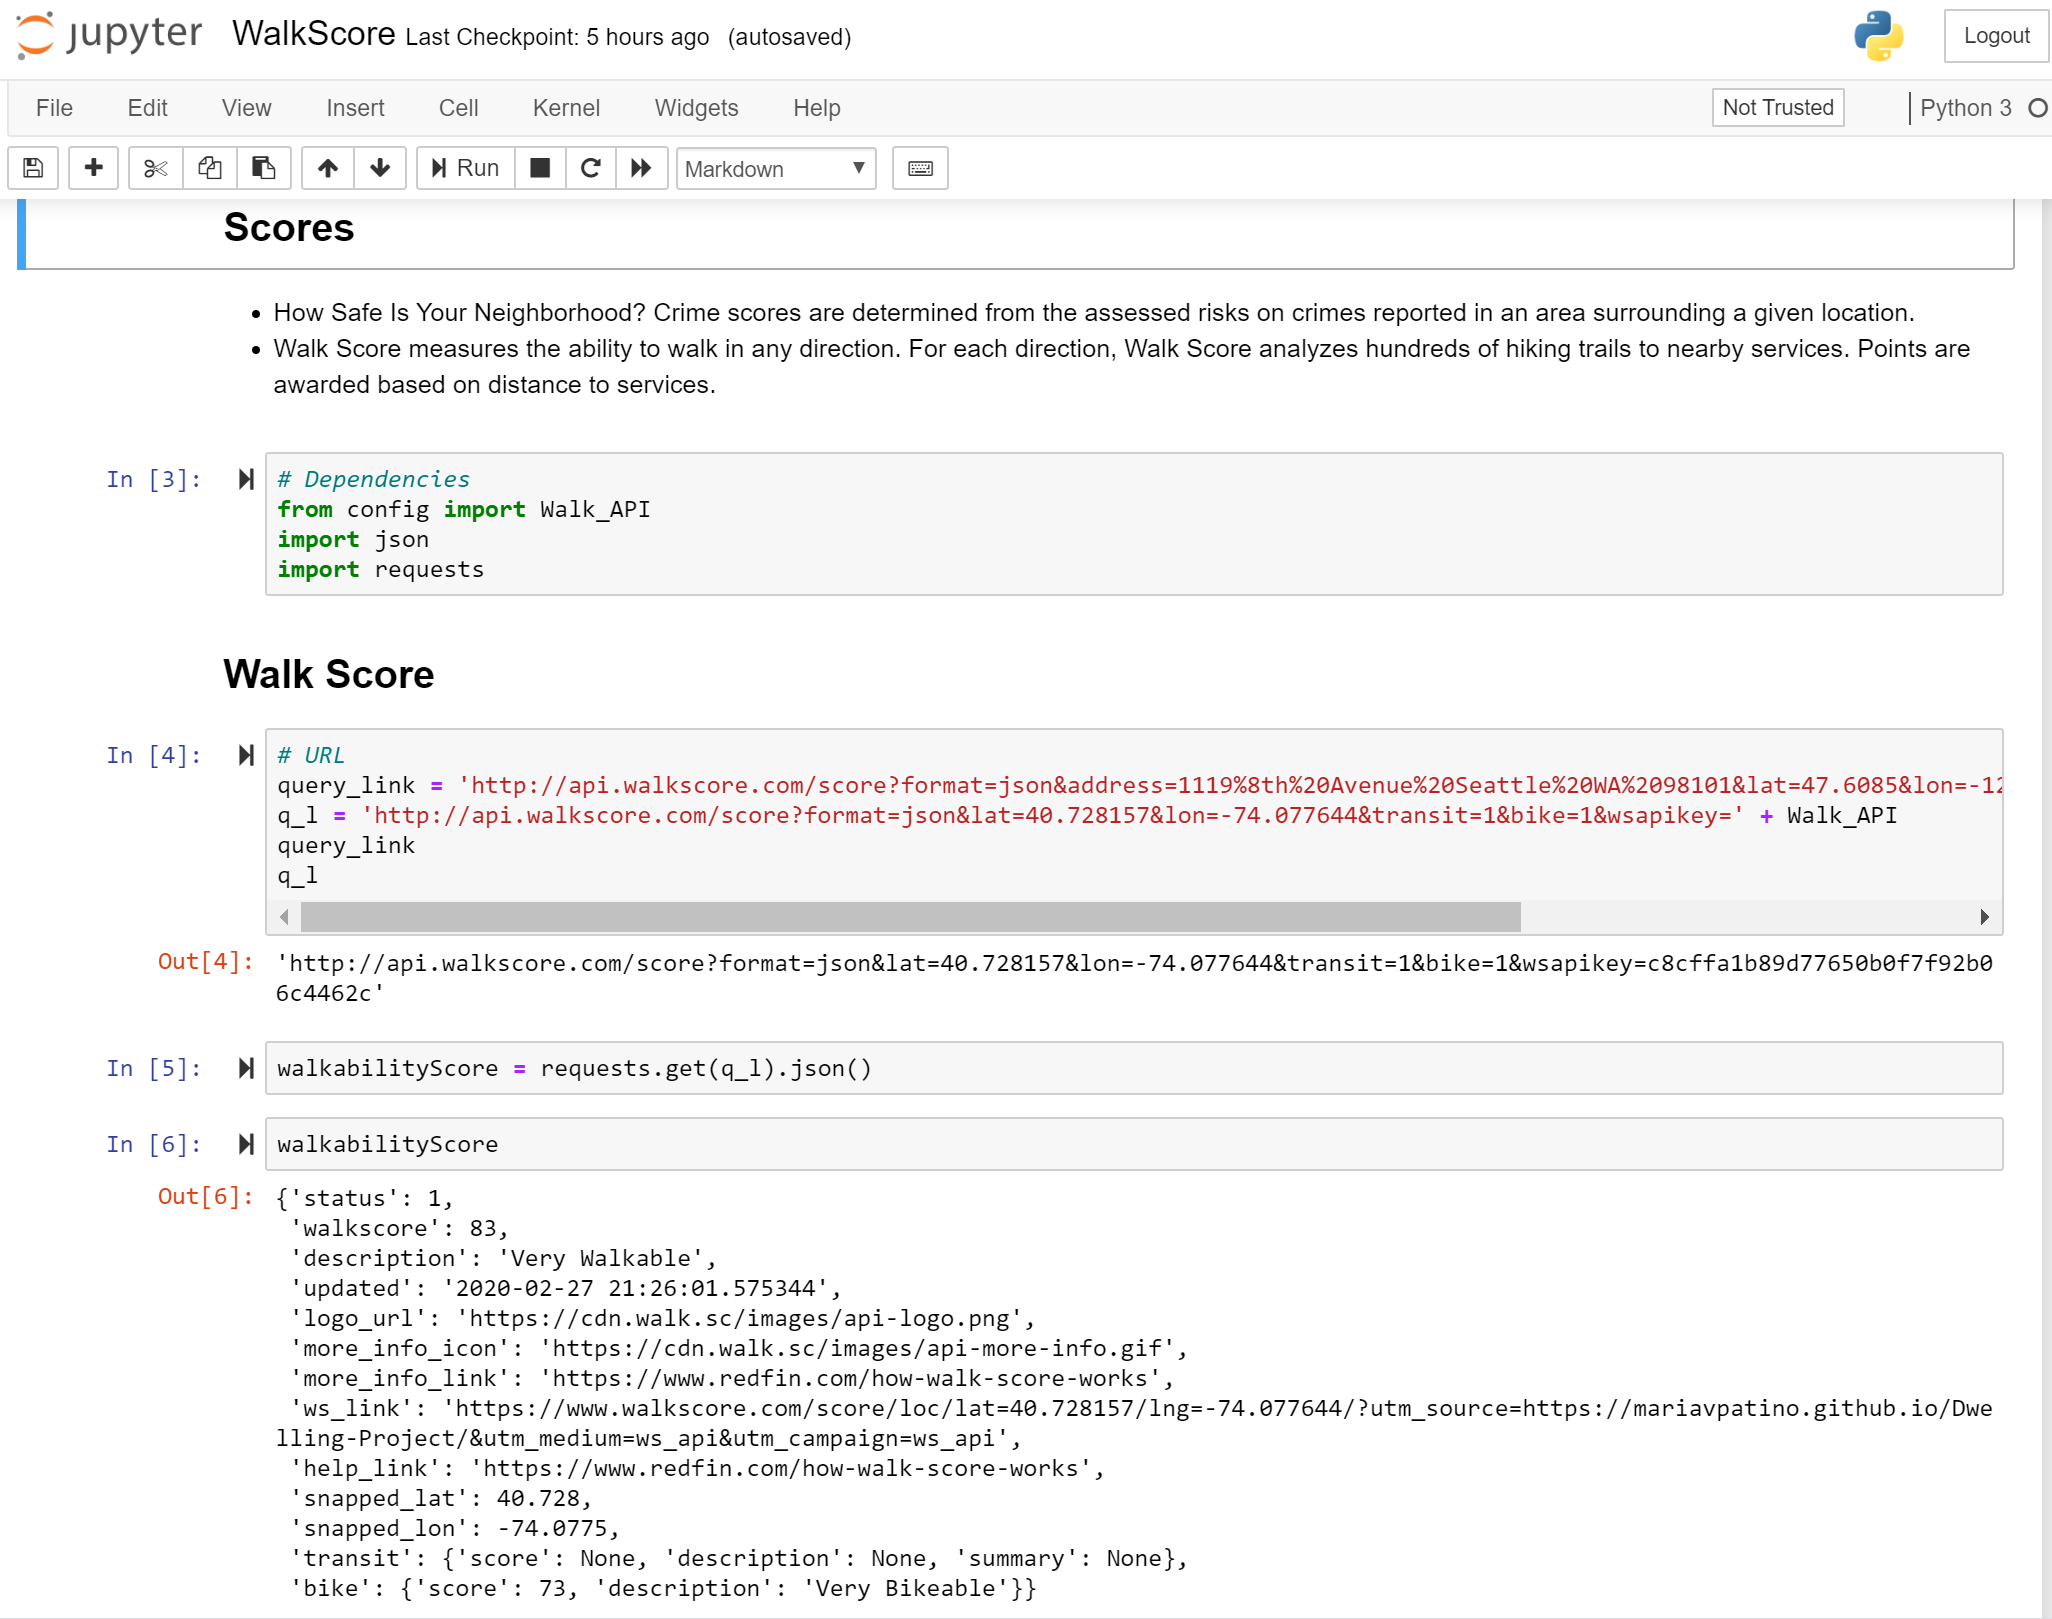 jupyter WalkScore Last Checkpoint: 5 hours ago (autosaved) Logout
File Edit View Insert Cell Kernel Widgets Help Not Trusted Python 3
Run Markdown
Scores
How Safe Is Your Neighborhood? Crime scores are determined from the assessed risks on crimes reported in an area surrounding a given location.
Walk Score measures the ability to walk in any direction. For each direction, Walk Score analyzes hundreds of hiking trails to nearby services. Points are
awarded based on distance to services.
In [3]: # Dependencies
from config import Walk_API
import json
import requests
Walk Score
In [4]: # URL
query_link = 'http://api.walkscore.com/score?format=json&address=1119%8th%20Avenue%20Seattle%20WA%2098101&lat=47.6085&lon=-12
q_l = 'http://api.walkscore.com/score?format=json&lat=40.728157&lon=-74.077644&transit=1&bike=1&wsapikey=' + Walk_API
query_link
q_l
Out[4]: 'http://api.walkscore.com/score?format=json&lat=40.728157&lon=-74.077644&transit=1&bike=1&wsapikey=c8cffa1b89d77650b0f7f92b0
6c4462c'
In [5]: walkabilityScore = requests.get(q_l).json()
In [6]: walkabilityScore
Out[6]: {'status': 1,
'walkscore': 83,
'description': 'Very Walkable',
'updated': '2020-02-27 21:26:01.575344',
'logo_url': 'https://cdn.walk.sc/images/api-logo.png',
'more_info_icon': 'https://cdn.walk.sc/images/api-more-info.gif',
'more_info_link': 'https://www.redfin.com/how-walk-score-works',
'ws_link': 'https://www.walkscore.com/score/loc/lat=40.728157/lng=-74.077644/?utm_source=https://mariavpatino.github.io/Dwe
lling-Project/&utm_medium=ws_api&utm_campaign=ws_api',
'help_link': 'https://www.redfin.com/how-walk-score-works',
'snapped_lat': 40.728,
'snapped_lon': -74.0775,
'transit': {'score': None, 'description': None, 'summary': None},
'bike': {'score': 73, 'description': 'Very Bikeable'}}